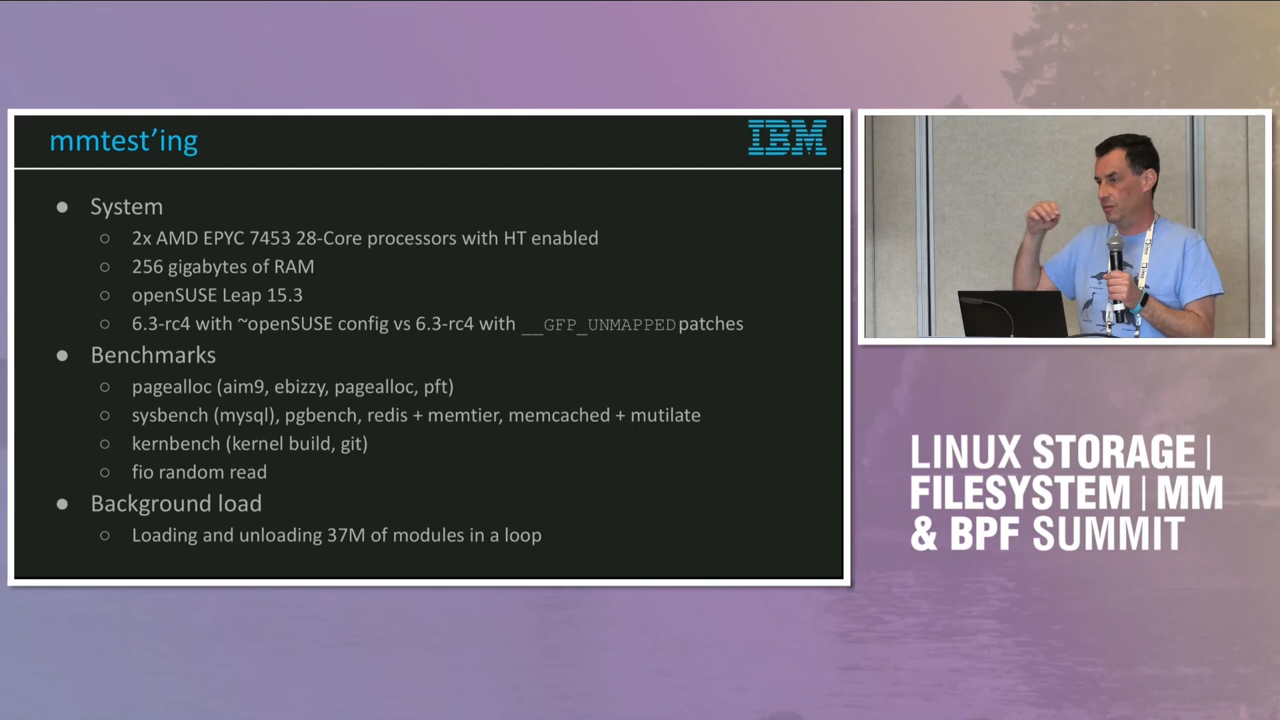 mmtest’ing
IBM
● System
○ 2x AMD EPYC 7453 28-Core processors with HT enabled
○ 256 gigabytes of RAM
○ openSUSE Leap 15.3
○ 6.3-rc4 with ~openSUSE config vs 6.3-rc4 with __GFP_UNMAPPED patches
● Benchmarks
○ pagealloc (aim9, ebizzy, pagealloc, pft)
○ sysbench (mysql), pgbench, redis + memtier, memcached + mutilate
○ kernbench (kernel build, git)
○ fio random read
● Background load
○ Loading and unloading 37M of modules in a loop
LINUX STORAGE |
FILESYSTEM | MM
& BPF SUMMIT